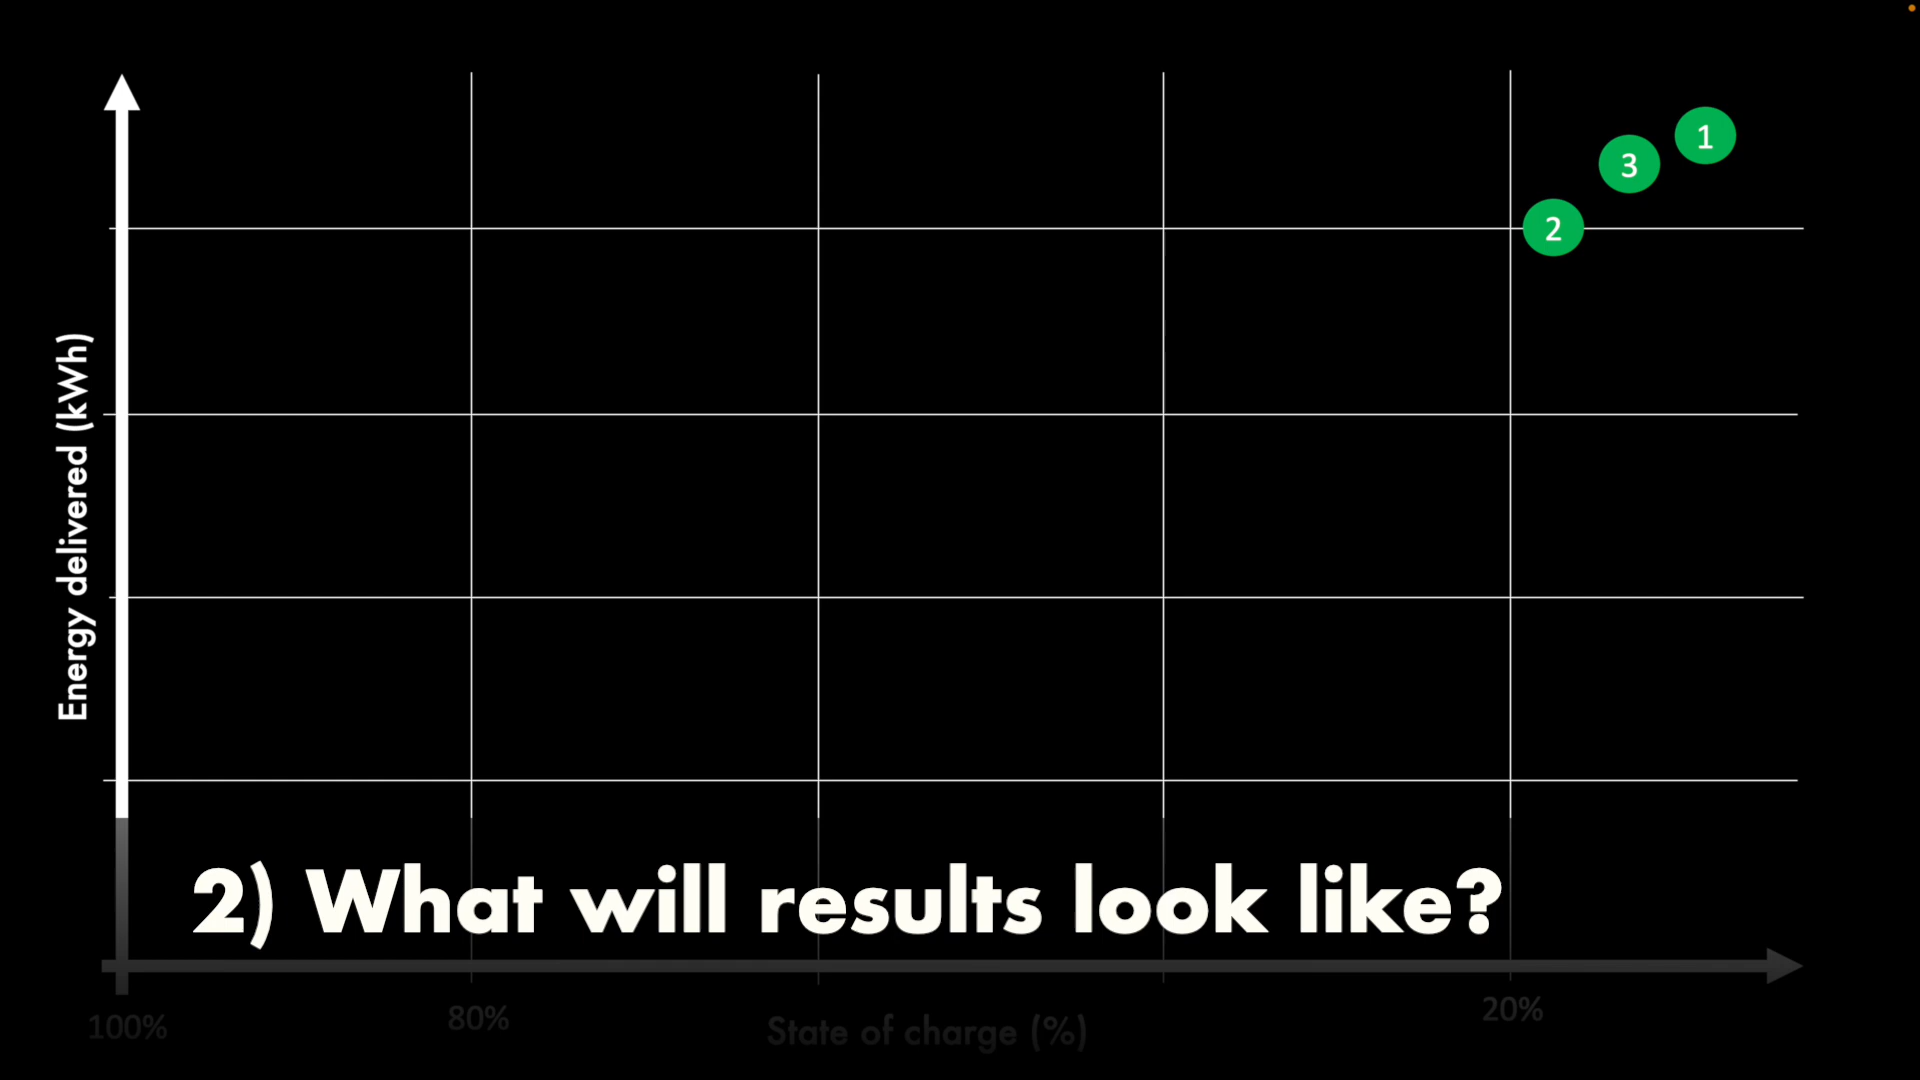 1
3
2
Energy delivered (kWh)
2) What will results look like?
100%
80%
State of charge (%)
20%